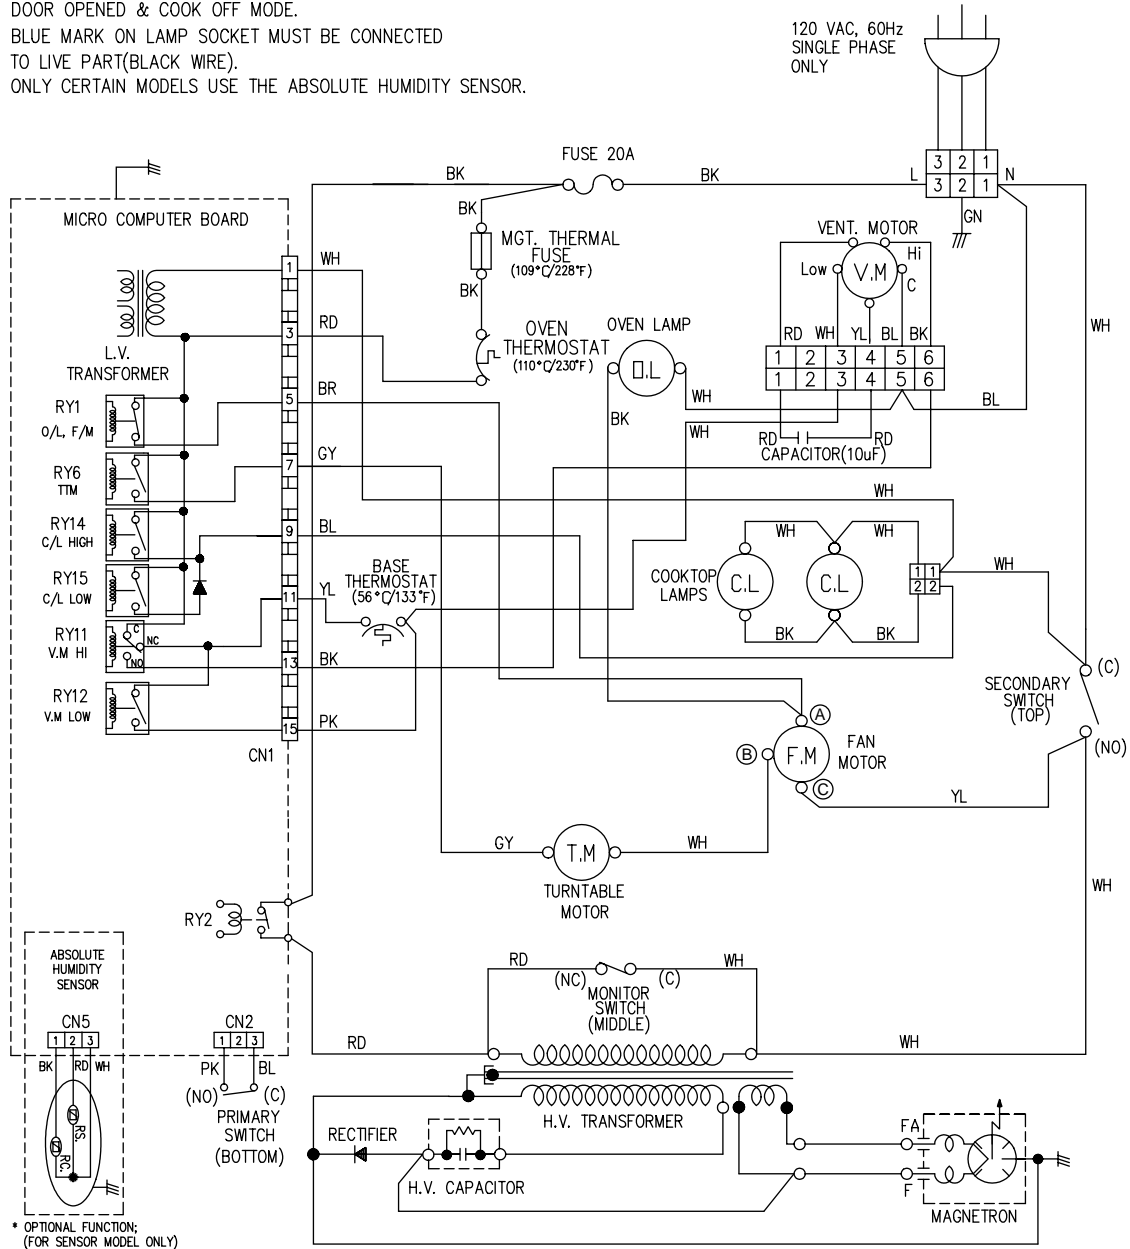 DOOR OPENED & COOK OFF MODE.
BLUE MARK ON LAMP SOCKET MUST BE CONNECTED
TO LIVE PART(BLACK WIRE).
ONLY CERTAIN MODELS USE THE ABSOLUTE HUMIDITY SENSOR.
120 VAC, 60Hz
SINGLE PHASE
ONLY
FUSE 20A
BK
BK
L
3 2 1
3 2 1
N
GN
MICRO COMPUTER BOARD
BK
MGT. THERMAL
FUSE
(109°C/228°F)
BK
VENT. MOTOR
Hi
Low
V.M
C
WH
1
RD
3
L.V.
TRANSFORMER
OVEN
THERMOSTAT
(110°C/230°F)
OVEN LAMP
O.L
RD WH YL BL BK
1 2 3 4 5 6
1 2 3 4 5 6
WH
WH
BL
BK
WH
RD
RD
CAPACITOR(10uF)
RY1
O/L, F/M
5
BR
RY6
TTM
7
GY
WH
RY14
C/L HIGH
9
BL
WH
WH
RY15
C/L LOW
11
YL
BASE
THERMOSTAT
(56°C/133°F)
COOKTOP
LAMPS
C.L
C.L
1 1
2 2
WH
BK
BK
RY11
V.M HI
C
NC
NO
13
BK
RY12
V.M LOW
15
PK
CN1
SECONDARY
SWITCH
(TOP)
(C)
(NO)
A
B
F.M
C
FAN
MOTOR
YL
GY
T.M
WH
TURNTABLE
MOTOR
WH
RY2
ABSOLUTE
HUMIDITY
SENSOR
RD
(NC)
(C)
WH
MONITOR
SWITCH
(MIDDLE)
CN5
1 2 3
BK RD WH
CN2
1 2 3
PK BL
(NO) (C)
PRIMARY
SWITCH
(BOTTOM)
RS.
RC.
RD
WH
H.V. TRANSFORMER
RECTIFIER
H.V. CAPACITOR
FA
F
MAGNETRON
* OPTIONAL FUNCTION;
(FOR SENSOR MODEL ONLY)